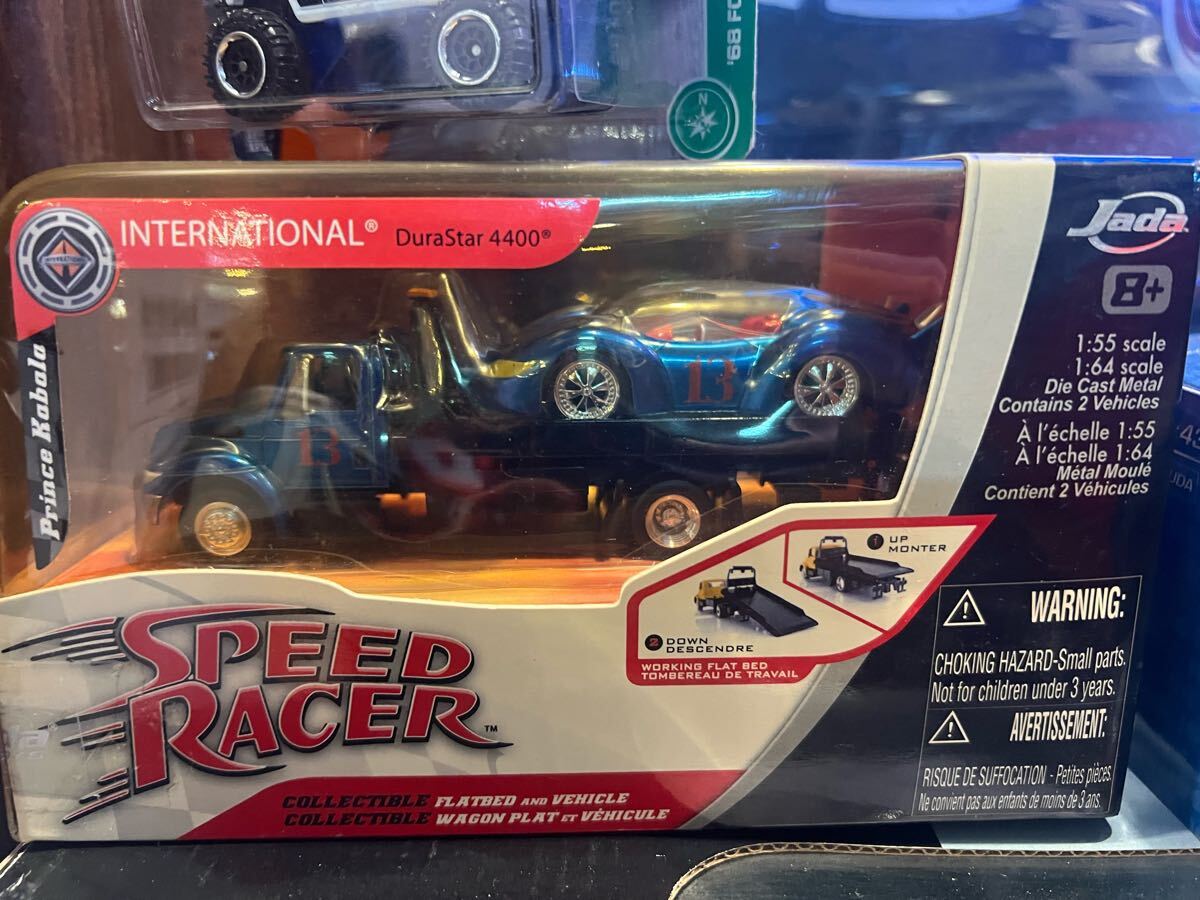 '68 FO
N
INTERNATIONAL® DuraStar 4400®
INTERNATIONAL
Prince Kabala
13
13
Jada
8+
1:55 scale
1:64 scale
Die Cast Metal
Contains 2 Vehicles
À l'échelle 1:55
À l'échelle 1:64
Métal Moulé
Contient 2 Véhicules
1 UP
MONTER
2 DOWN
DESCENDRE
WORKING FLAT BED
TOMBEREAU DE TRAVAIL
SPEED
RACER™
COLLECTIBLE FLATBED AND VEHICLE
COLLECTIBLE WAGON PLAT ET VÉHICULE
WARNING:
CHOKING HAZARD-Small parts.
Not for children under 3 years.
AVERTISSEMENT:
RISQUE DE SUFFOCATION - Petites pièces
Ne convient pas aux enfants de moins de 3 ans.